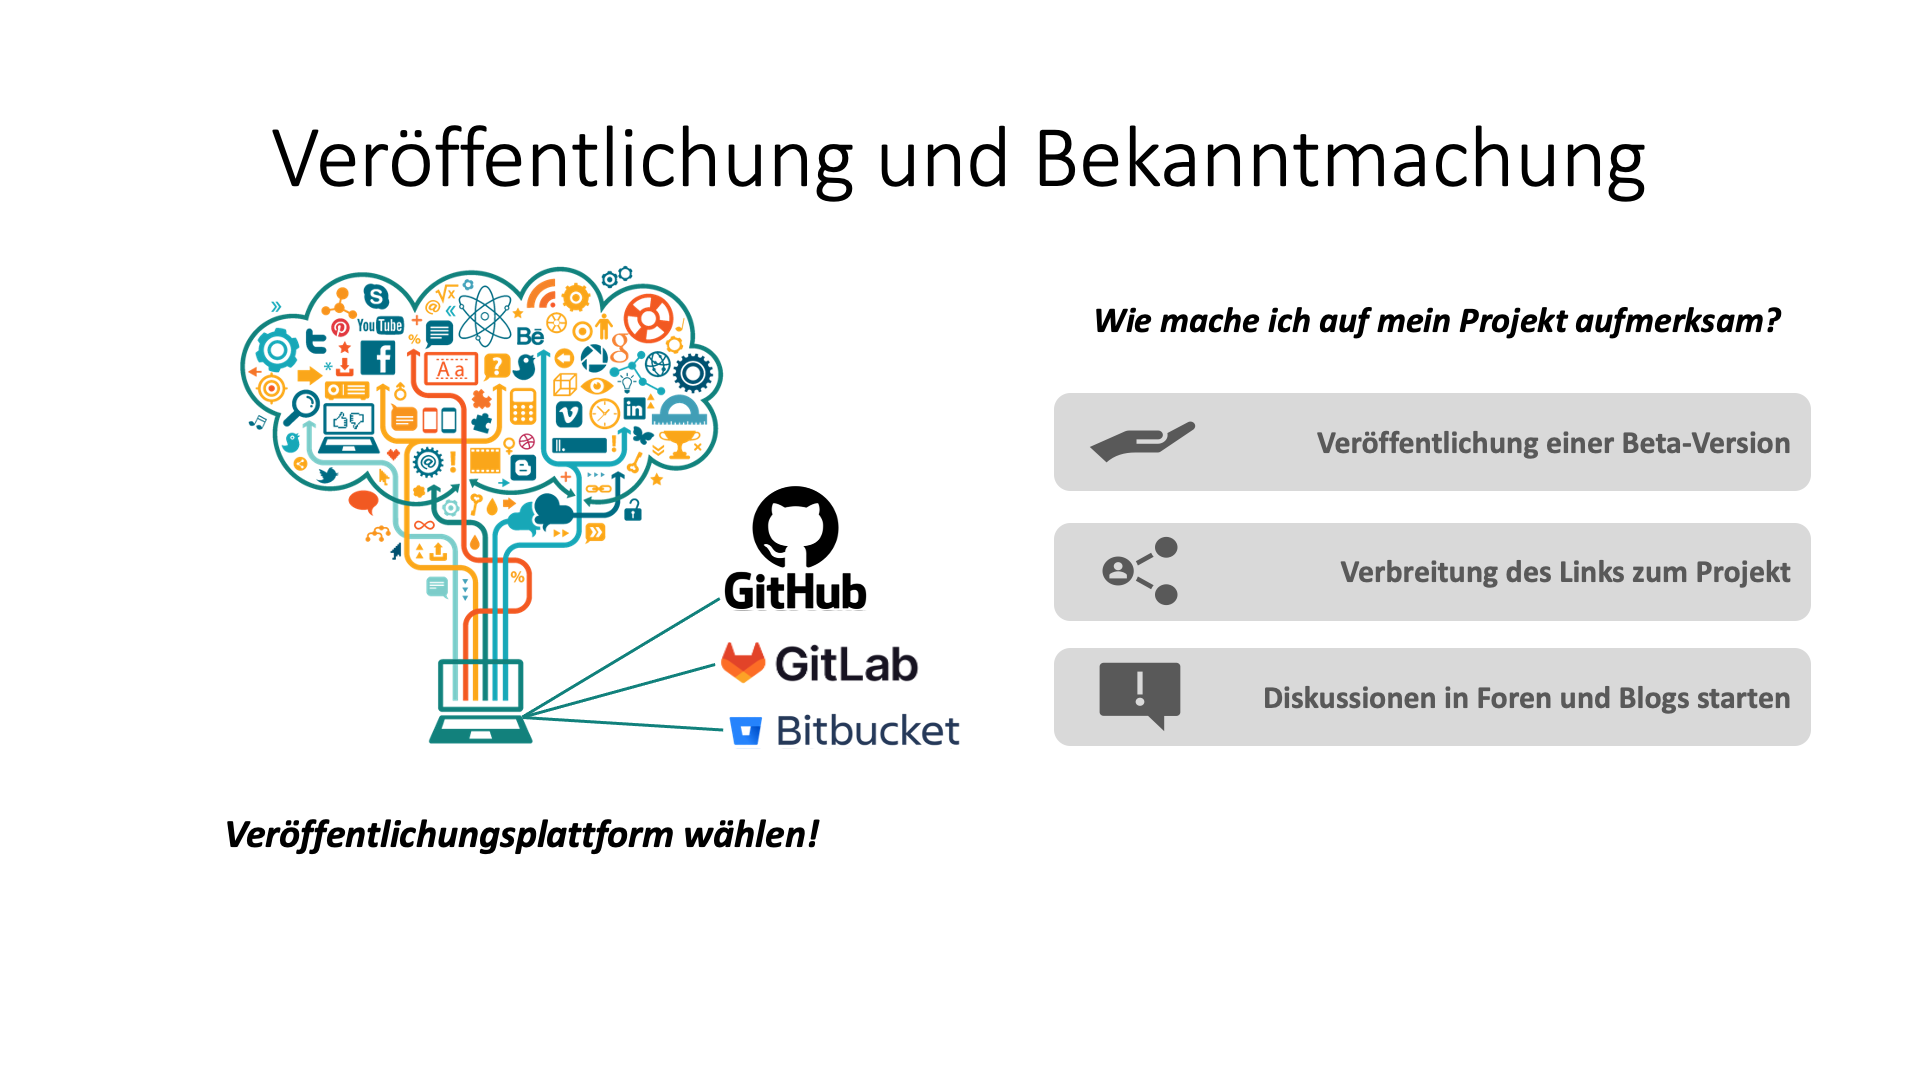 Veröffentlichung und Bekanntmachung
Wie mache ich auf mein Projekt aufmerksam?
You Tube
Bē
Aa
%
%
GitHub
GitLab
Bitbucket
Veröffentlichung einer Beta-Version
Verbreitung des Links zum Projekt
Diskussionen in Foren und Blogs starten
Veröffentlichungsplattform wählen!